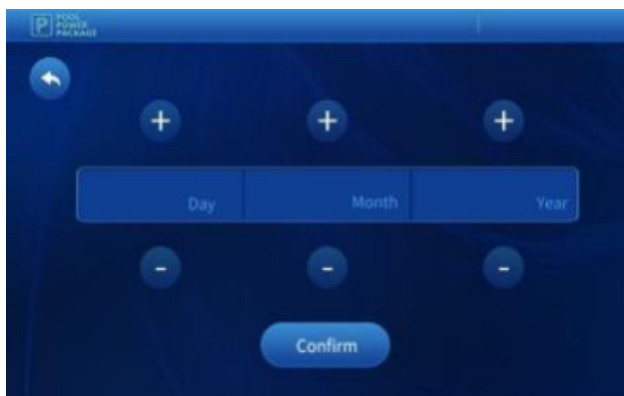 P
POOL
POWER
PACKAGE
+ + +
Day Month Year
- - -
Confirm